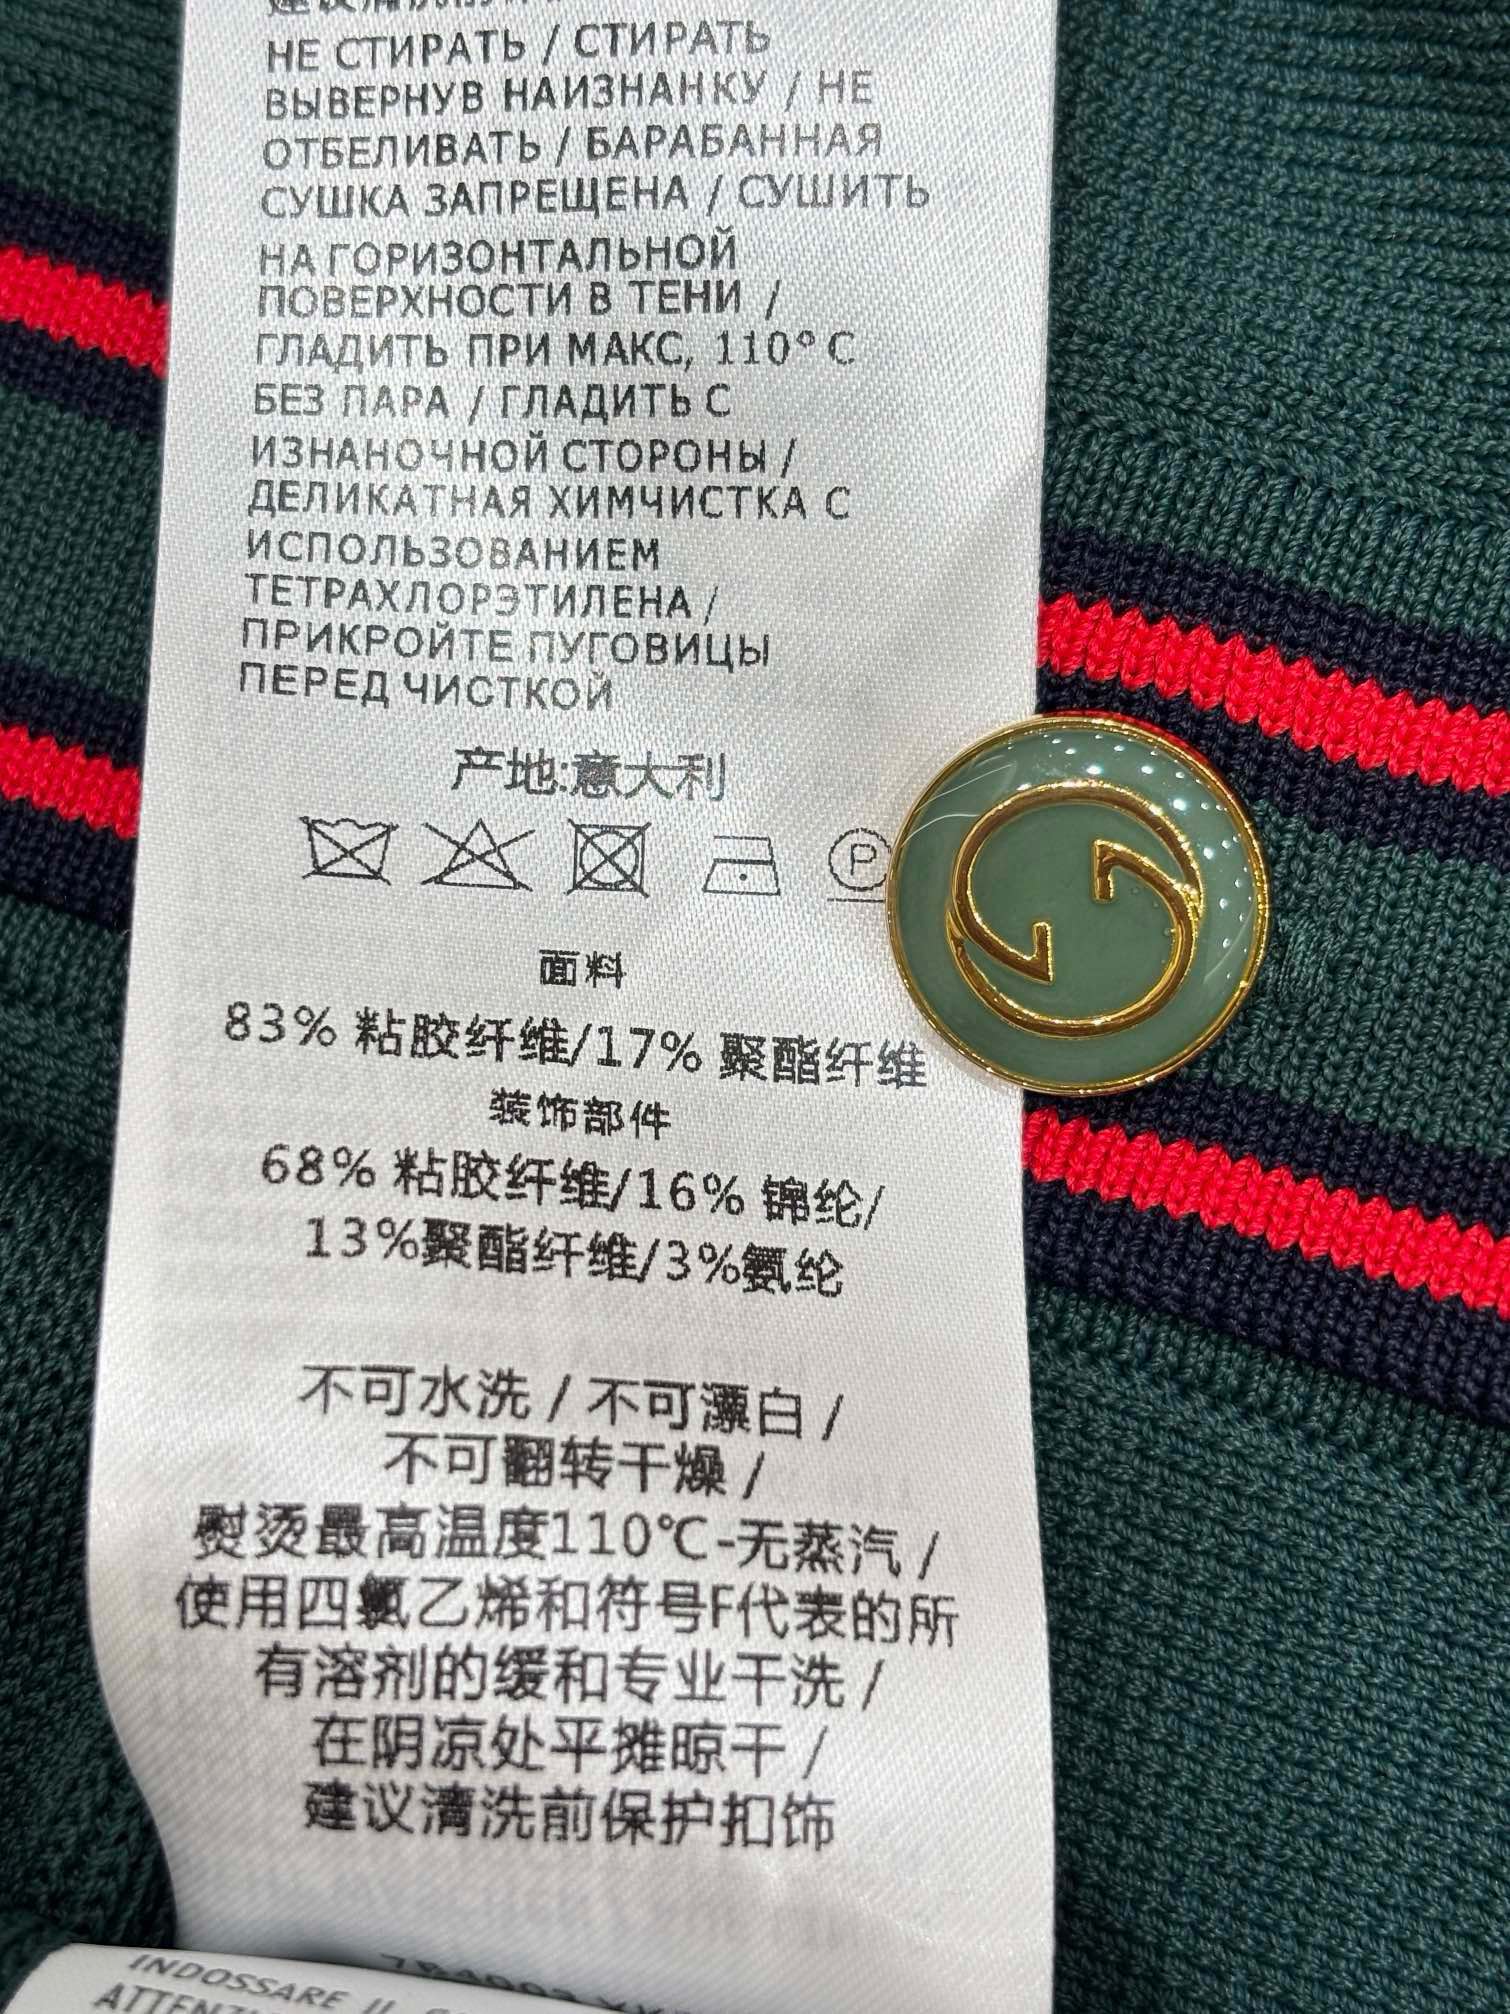 НЕ СТИРАТЬ / СТИРАТЬ
ВЫВЕРНУВ НАИЗНАНКУ / НЕ
ОТБЕЛИВАТЬ / БАРАБАННАЯ
СУШКА ЗАПРЕЩЕНА / СУШИТЬ
НА ГОРИЗОНТАЛЬНОЙ
ПОВЕРХНОСТИ В ТЕНИ /
ГЛАДИТЬ ПРИ МАКС, 110° C
БЕЗ ПАРА / ГЛАДИТЬ С
ИЗНАНОЧНОЙ СТОРОНЫ /
ДЕЛИКАТНАЯ ХИМЧИСТКА С
ИСПОЛЬЗОВАНИЕМ
ТЕТРАХЛОРЭТИЛЕНА /
ПРИКРОЙТЕ ПУГОВИЦЫ
ПЕРЕД ЧИСТКОЙ
产地:意大利
P
面料
83% 粘胶纤维/17% 聚酯纤维
装饰部件
68% 粘胶纤维/16% 锦纶/
13%聚酯纤维/3%氨纶
不可水洗 / 不可漂白 /
不可翻转干燥 /
熨烫最高温度110℃-无蒸汽 /
使用四氯乙烯和符号F代表的所
有溶剂的缓和专业干洗 /
在阴凉处平摊晾干 /
建议清洗前保护扣饰
INDOSSARE IL